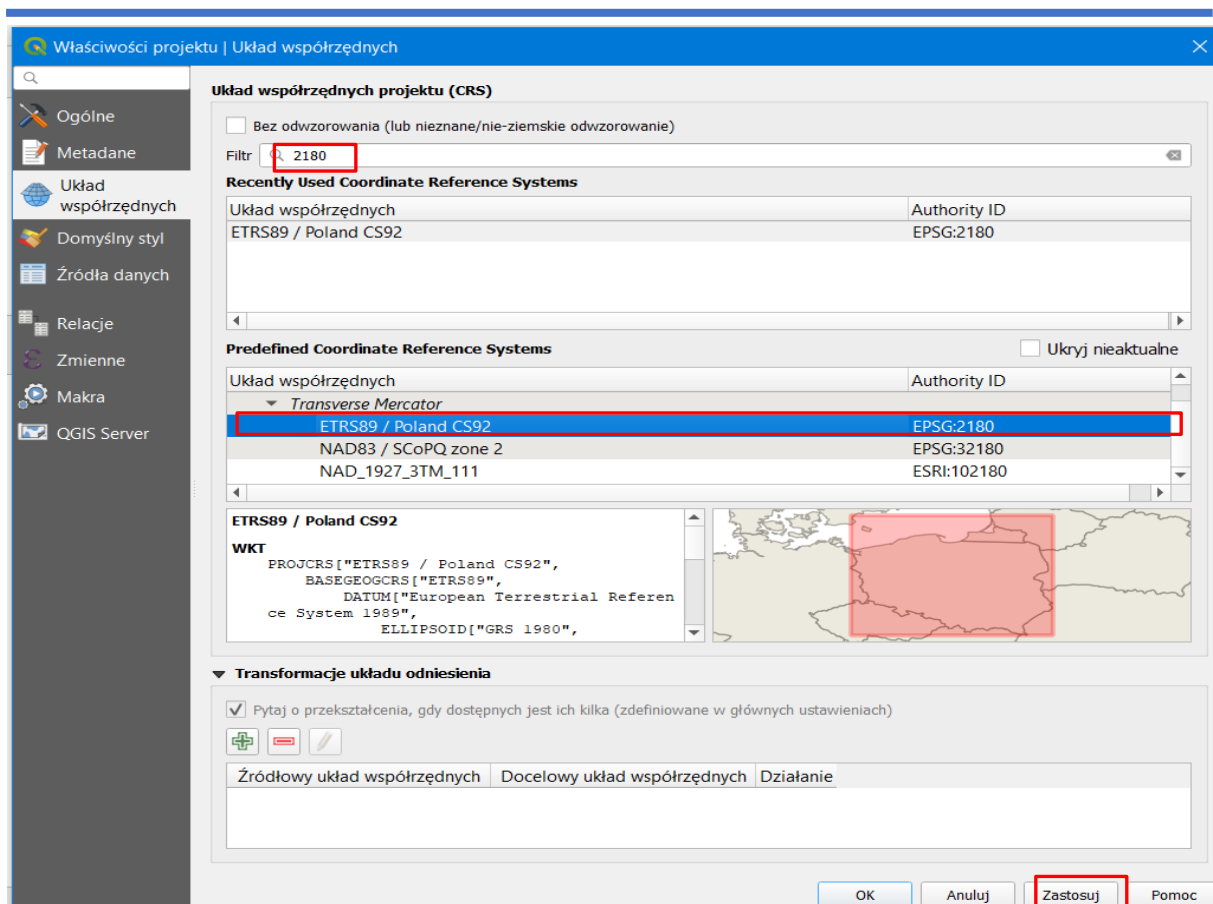 Właściwości projektu | Układ współrzędnych
Ogólne
Metadane
Układ
współrzędnych
Domyślny styl
Źródła danych
Relacje
Zmienne
Makra
QGIS Server
Układ współrzędnych projektu (CRS)
Bez odwzorowania (lub nieznane/nie-ziemskie odwzorowanie)
Filtr 2180
Recently Used Coordinate Reference Systems
Układ współrzędnych Authority ID
ETRS89 / Poland CS92 EPSG:2180
Predefined Coordinate Reference Systems Ukryj nieaktualne
Układ współrzędnych Authority ID
Transverse Mercator
ETRS89 / Poland CS92 EPSG:2180
NAD83 / SCoPQ zone 2 EPSG:32180
NAD_1927_3TM_111 ESRI:102180
ETRS89 / Poland CS92
WKT
PROJCRS["ETRS89 / Poland CS92",
BASEGEOGCRS["ETRS89",
DATUM["European Terrestrial Referen
ce System 1989",
ELLIPSOID["GRS 1980",
Transformacje układu odniesienia
Pytaj o przekształcenia, gdy dostępnych jest ich kilka (zdefiniowane w głównych ustawieniach)
Źródłowy układ współrzędnych Docelowy układ współrzędnych Działanie
OK Anuluj Zastosuj Pomoc